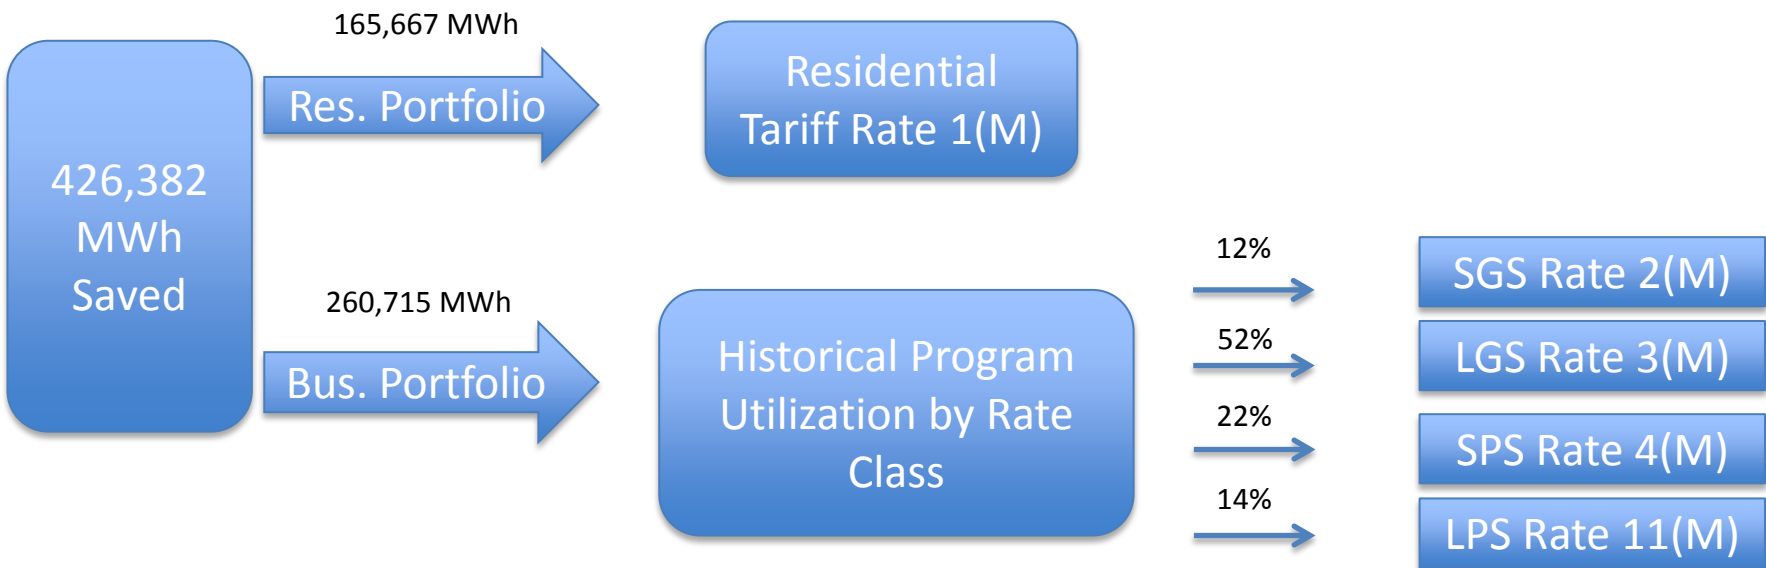 165,667 MWh
Res. Portfolio
Residential
Tariff Rate 1(M)
426,382
MWh
Saved
260,715 MWh
Bus. Portfolio
Historical Program
Utilization by Rate
Class
12%
SGS Rate 2(M)
52%
LGS Rate 3(M)
22%
SPS Rate 4(M)
14%
LPS Rate 11(M)